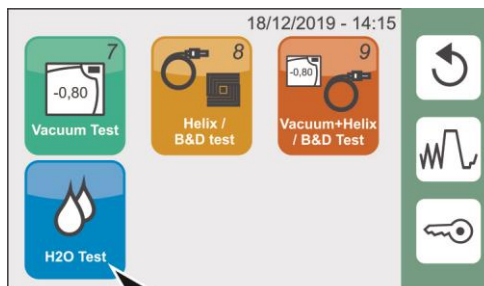 18/12/2019 - 14:15
7
-0,80
Vacuum Test
8
Helix /
B&D test
9
-0,80
Vacuum+Helix
/ B&D Test
H2O Test